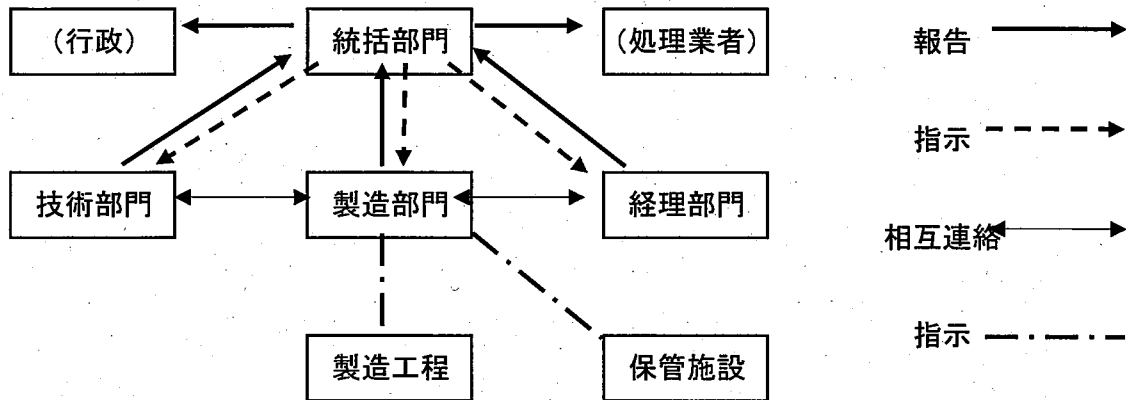 (行政)
統括部門
(処理業者)
報告
指示
技術部門
製造部門
経理部門
相互連絡
指示
製造工程
保管施設